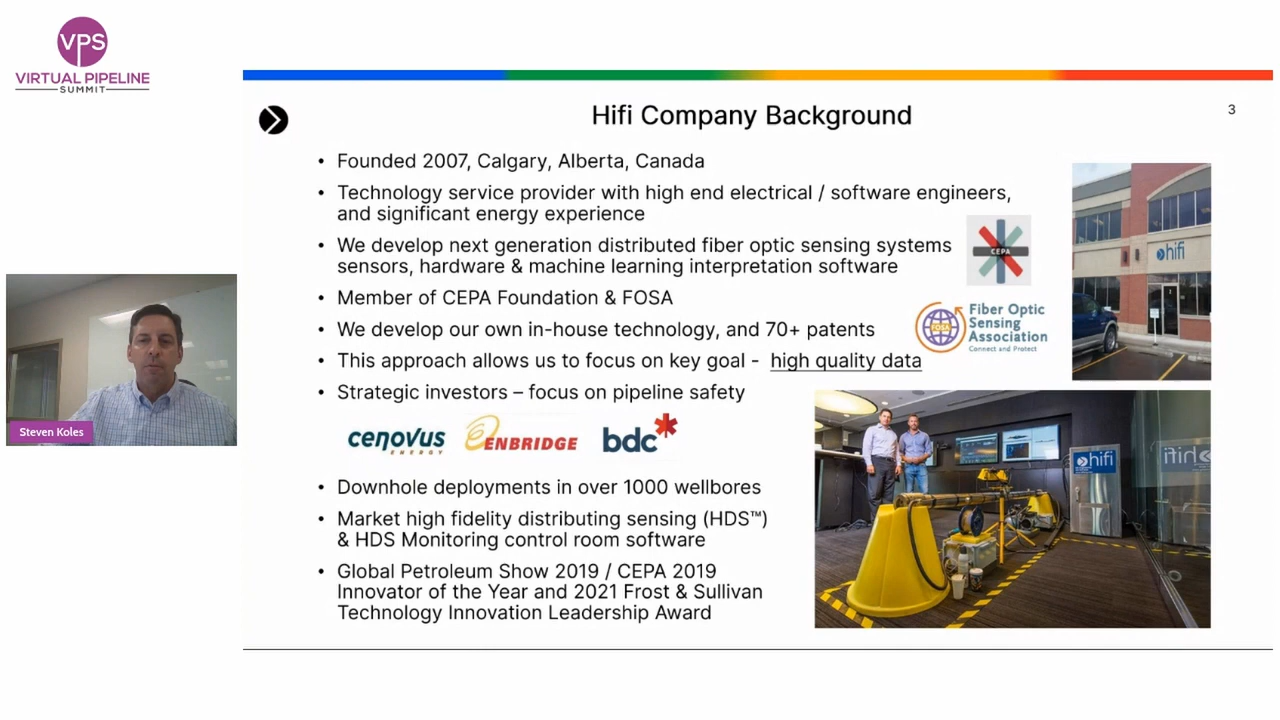 VPS
VIRTUAL PIPELINE
SUMMIT
Hifi Company Background
3
• Founded 2007, Calgary, Alberta, Canada
• Technology service provider with high end electrical / software engineers,
and significant energy experience
• We develop next generation distributed fiber optic sensing systems
sensors, hardware & machine learning interpretation software
CEPA
hifi
• Member of CEPA Foundation & FOSA
• We develop our own in-house technology, and 70+ patents
FOSA
Fiber Optic
Sensing
Association
Connect and Protect
• This approach allows us to focus on key goal - high quality data
• Strategic investors – focus on pipeline safety
Steven Koles
cenovus
ENERGY
ENBRIDGE
bdc
hifi
hifi
• Downhole deployments in over 1000 wellbores
• Market high fidelity distributing sensing (HDS™)
& HDS Monitoring control room software
• Global Petroleum Show 2019 / CEPA 2019
Innovator of the Year and 2021 Frost & Sullivan
Technology Innovation Leadership Award